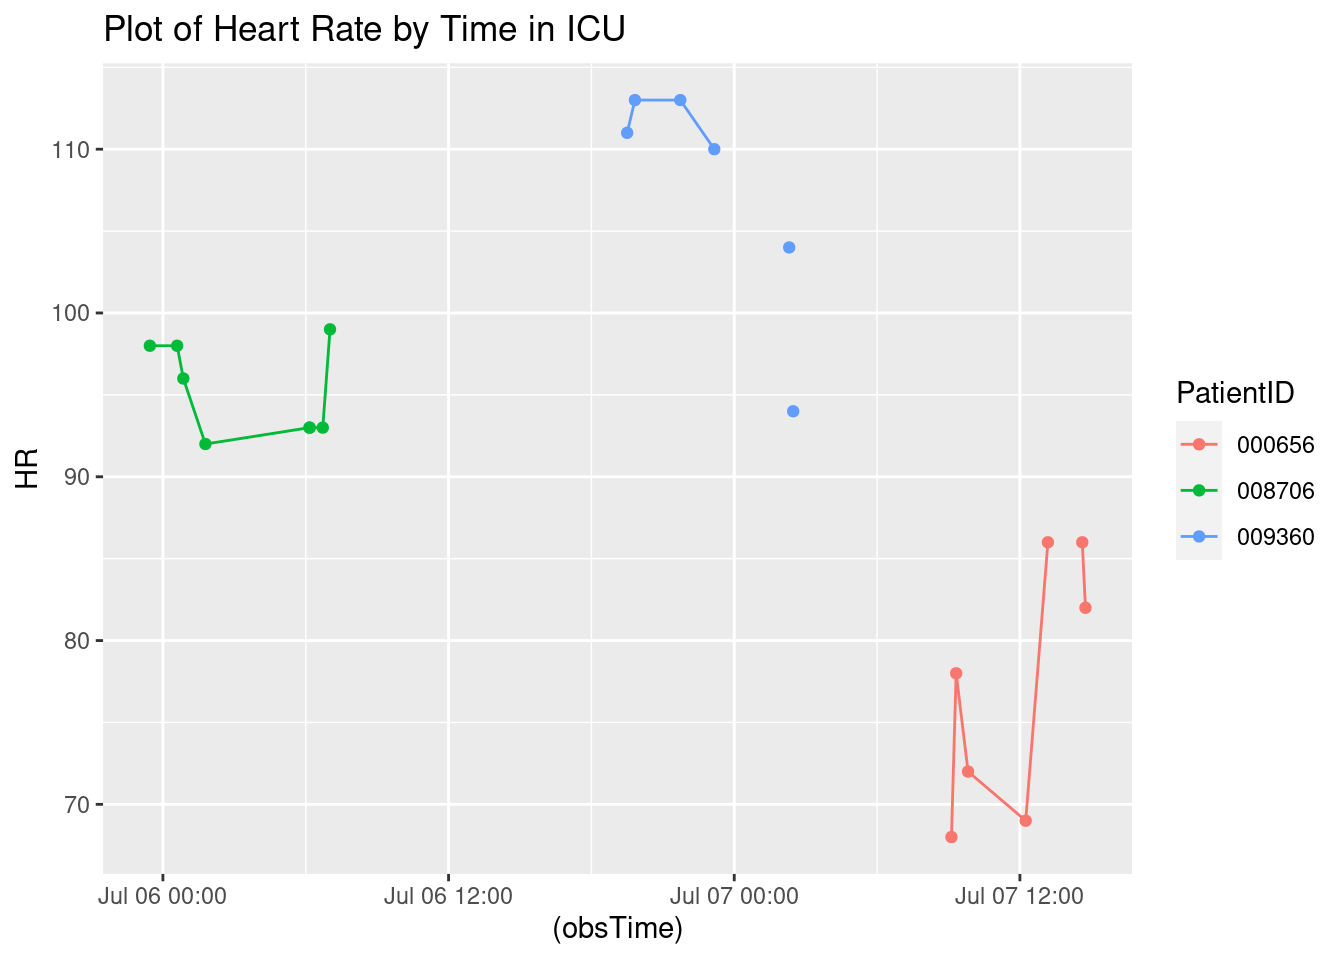 Plot of Heart Rate by Time in ICU
110
100
90
80
70
HR
Jul 06 00:00
Jul 06 12:00
Jul 07 00:00
Jul 07 12:00
(obsTime)
PatientID
000656
008706
009360